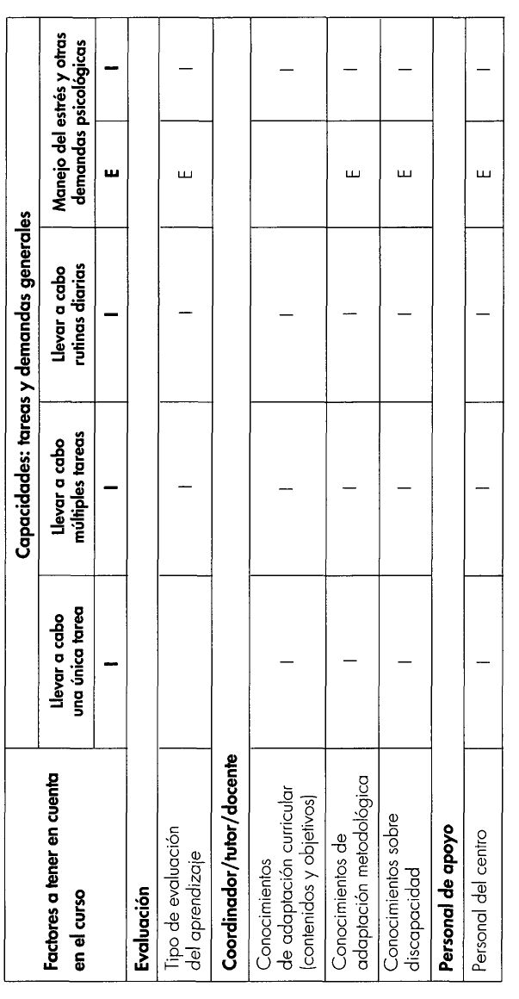 Capacidades: tareas y demandas generales
Factores a tener en cuenta
en el curso
Llevar a cabo
una única tarea
Llevar a cabo
múltiples tareas
Llevar a cabo
rutinas diarias
Manejo del estrés y otras
demandas psicológicas
I I I E I
Evaluación
Tipo de evaluación
del aprendizaje
I I E I
Coordinador/tutor/docente
Conocimientos
de adaptación curricular
(contenidos y objetivos)
I I I I
Conocimientos de
adaptación metodológica
I I I E I
Conocimientos sobre
discapacidad
I I I E I
Personal de apoyo
Personal del centro
I I I E I